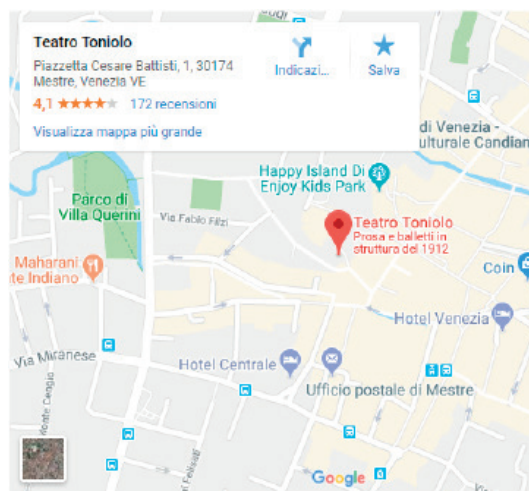 Teatro Toniolo
Piazzetta Cesare Battisti, 1, 30174
Mestre, Venezia VE
4,1
172 recensioni
Visualizza mappa più grande
Indicazi...
Salva
di Venezia -
ulturale Candian
Happy Island Di
Enjoy Kids Park
Parco di
Villa Querini
Via Fabio Filzi
Teatro Toniolo
Prosa e balletti in
struttura del 1912
Maharani
te Indiano
Coin
Hotel Venezia
Via Miranese
Hotel Centrale
Ufficio postale di Mestre
Monte Cengio
Felisati
Google